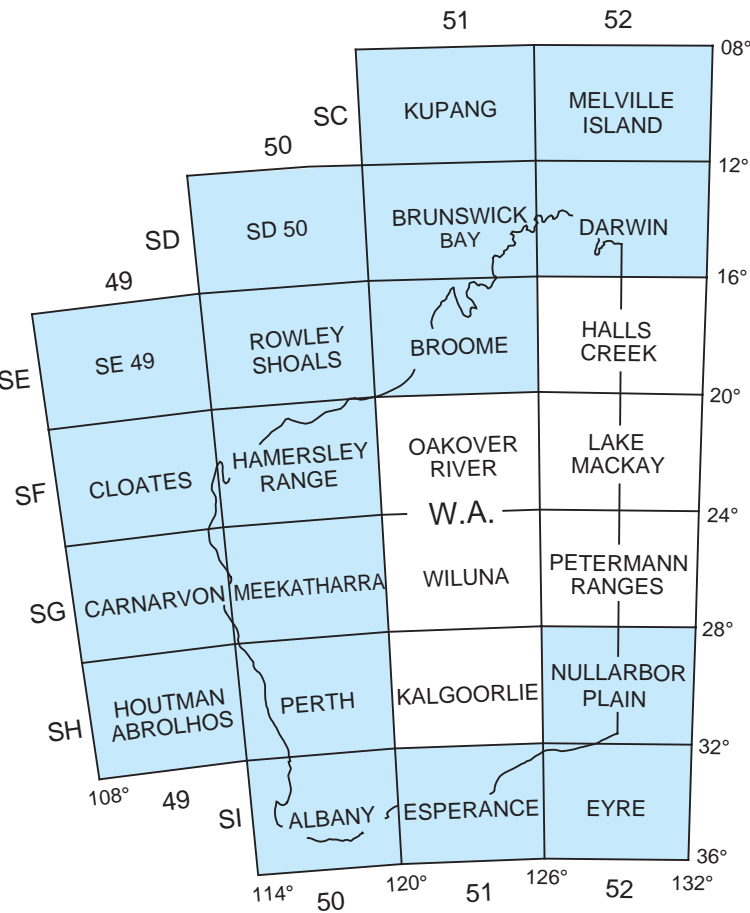 51
52
08°
SC
KUPANG
MELVILLE
ISLAND
50
12°
SD
SD 50
BRUNSWICK
BAY
DARWIN
49
16°
SE
SE 49
ROWLEY
SHOALS
BROOME
HALLS
CREEK
20°
SF
CLOATES
HAMERSLEY
RANGE
OAKOVER
RIVER
LAKE
MACKAY
W.A.
24°
SG
CARNARVON
MEEKATHARRA
WILUNA
PETERMANN
RANGES
28°
SH
HOUTMAN
ABROLHOS
PERTH
KALGOORLIE
NULLARBOR
PLAIN
32°
108°
49
SI
ALBANY
ESPERANCE
EYRE
36°
114°
50
120°
51
126°
52
132°